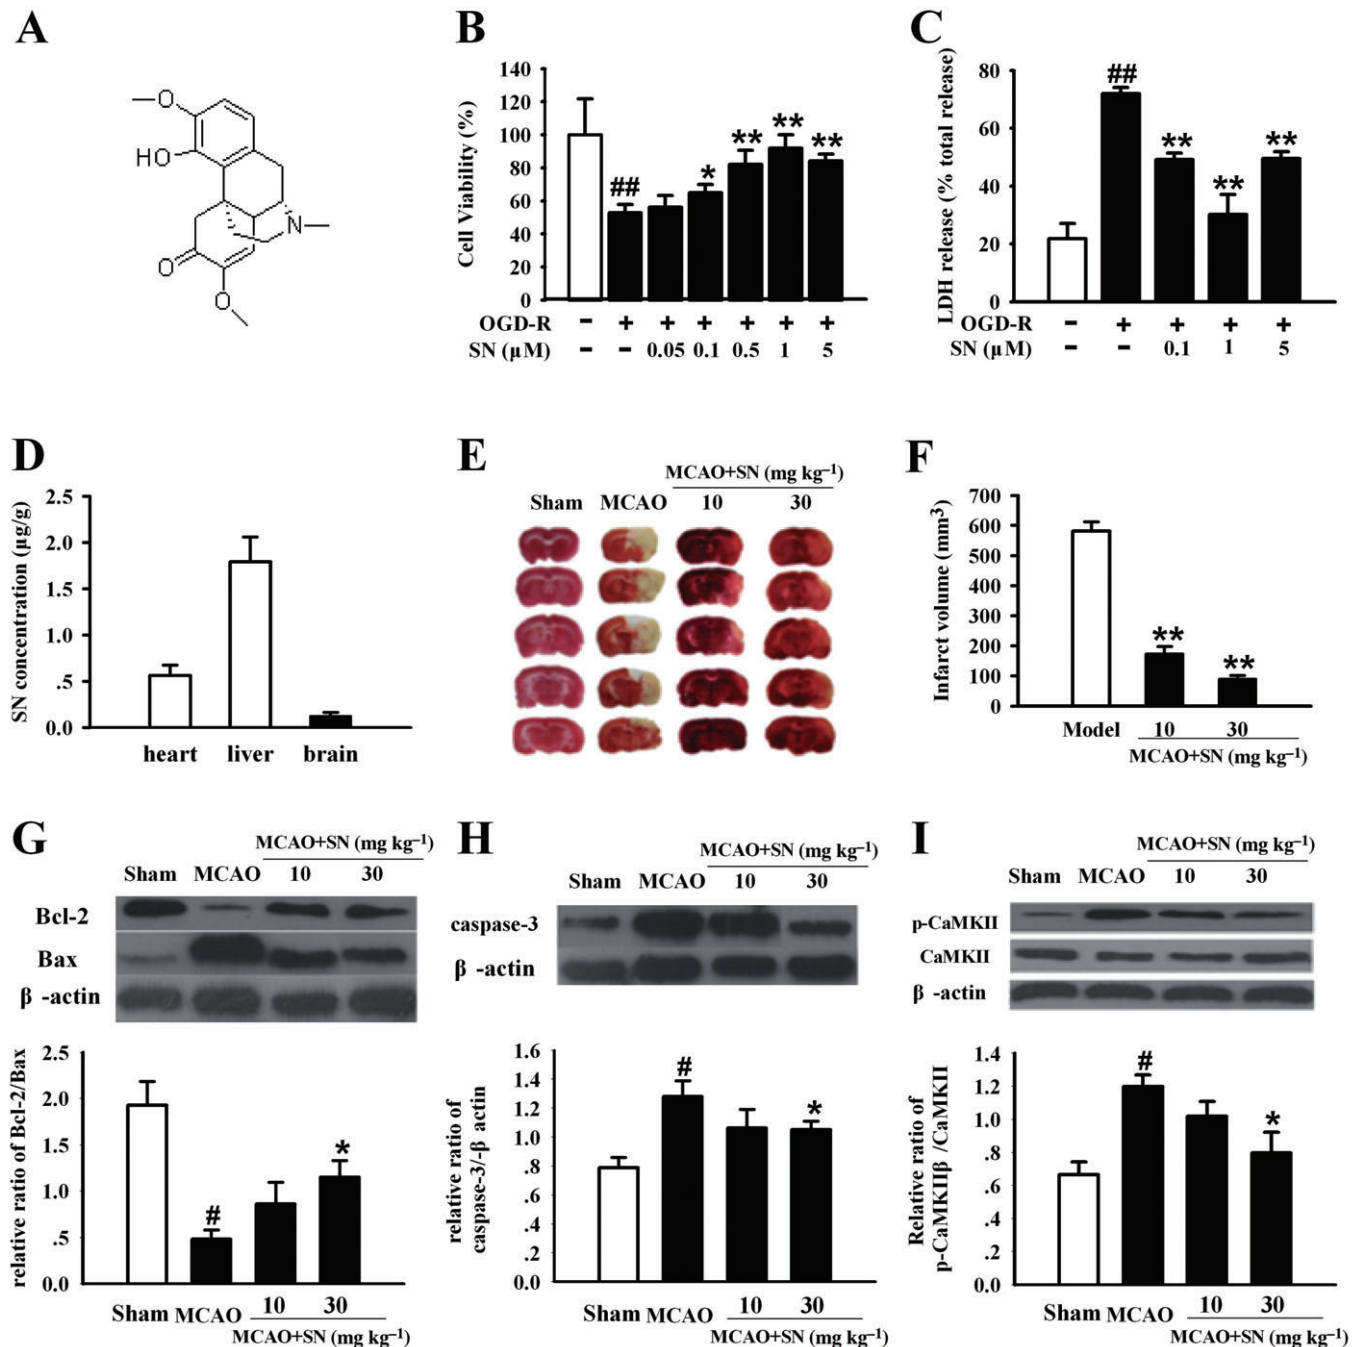 A
O
HO
N
O
O
B
Cell Viability (%)
140
120
100
80
60
40
20
0
##
*
**
**
**
OGD-R - + + + + + +
SN (µM) - - 0.05 0.1 0.5 1 5
C
LDH release (% total release)
80
60
40
20
0
##
**
**
**
OGD-R - + + + +
SN (µM) - - 0.1 1 5
D
SN concentration (µg/g)
2.5
2.0
1.5
1.0
.5
0.0
heart liver brain
E
MCAO+SN (mg kg⁻¹)
Sham MCAO 10 30
F
Infarct volume (mm³)
700
600
500
400
300
200
100
0
**
**
Model 10 30
MCAO+SN (mg kg⁻¹)
G
MCAO+SN (mg kg⁻¹)
Sham MCAO 10 30
Bcl-2
Bax
β -actin
relative ratio of Bcl-2/Bax
2.5
2.0
1.5
1.0
.5
0.0
#
*
Sham MCAO 10 30
MCAO+SN (mg kg⁻¹)
H
MCAO+SN (mg kg⁻¹)
Sham MCAO 10 30
caspase-3
β -actin
relative ratio of
caspase-3/-β actin
1.6
1.4
1.2
1.0
.8
.6
.4
.2
0.0
#
*
Sham MCAO 10 30
MCAO+SN (mg kg⁻¹)
I
MCAO+SN (mg kg⁻¹)
Sham MCAO 10 30
p-CaMKII
CaMKII
β -actin
Relative ratio of
p-CaMKIIβ /CaMKII
1.4
1.2
1.0
.8
.6
.4
.2
0.0
#
*
Sham MCAO 10 30
MCAO+SN (mg kg⁻¹)